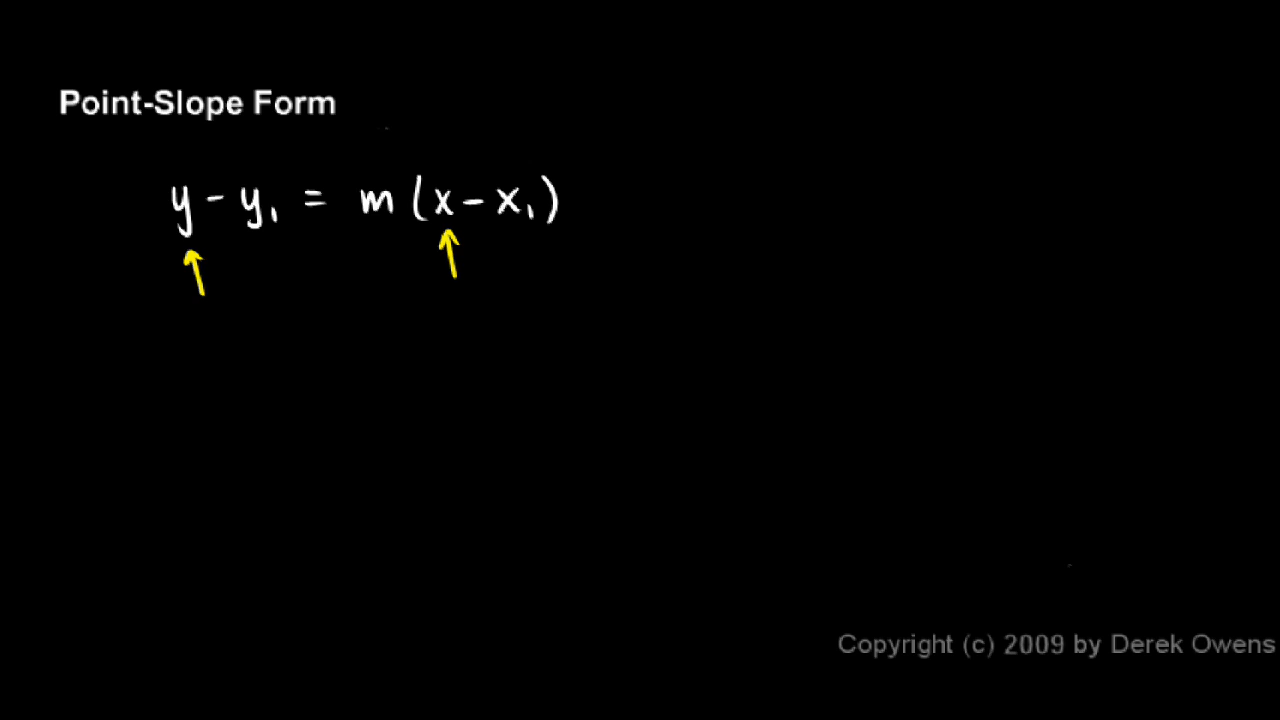 Point-Slope Form
y - y₁ = m (x - x₁)
Copyright (c) 2009 by Derek Owens